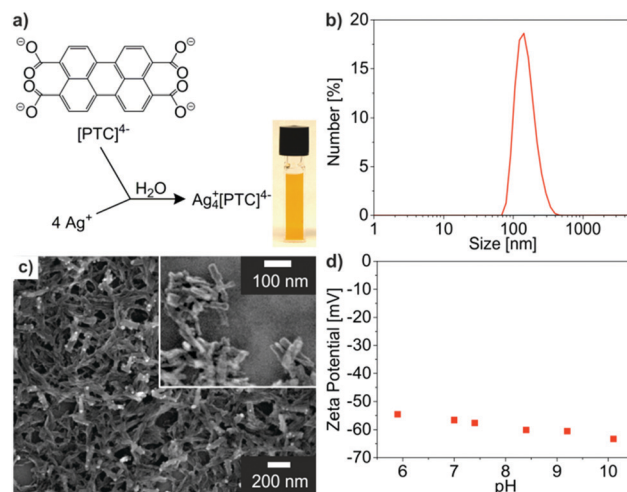 a)
⊖
O
O
O
O
⊖
⊖
O
O
O
O
⊖
[PTC]4-
4 Ag+
H2O
Ag4+[PTC]4-
b)
Number [%]
20
15
10
5
0
1
10
100
1000
Size [nm]
c)
100 nm
200 nm
d)
Zeta Potential [mV]
0
-10
-20
-30
-40
-50
-60
-70
6
7
8
9
10
pH